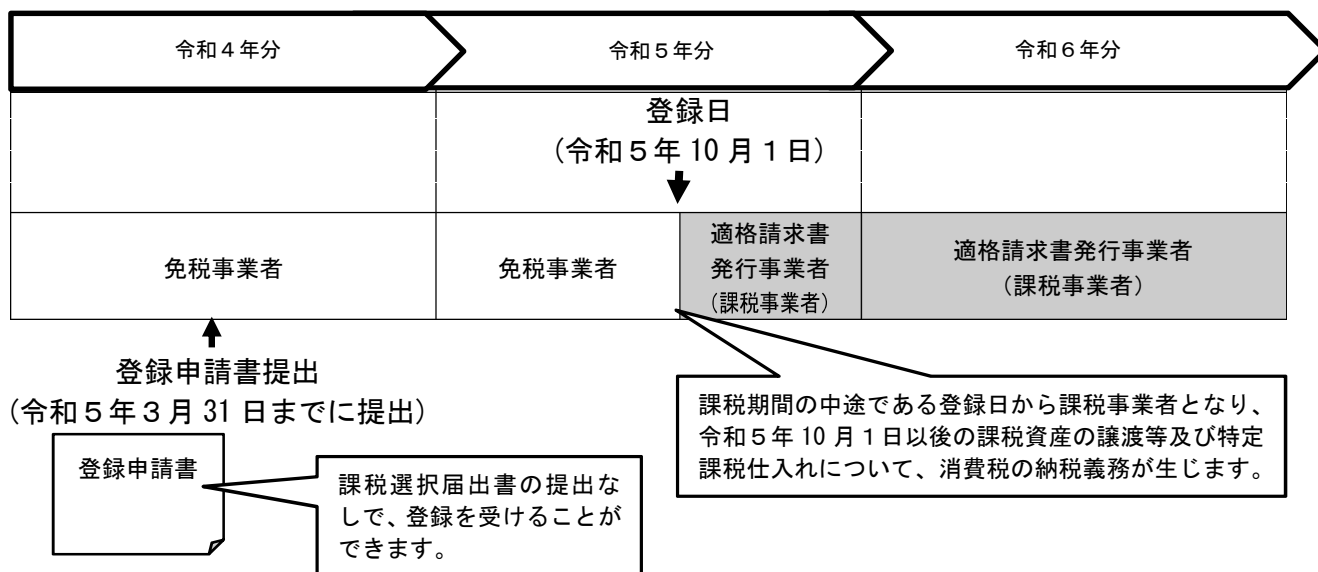 令和４年分
令和５年分
令和６年分
登録日
（令和５年 10 月１日）
免税事業者
免税事業者
適格請求書
発行事業者
（課税事業者）
適格請求書発行事業者
（課税事業者）
登録申請書提出
（令和５年３月 31 日までに提出）
課税期間の中途である登録日から課税事業者となり、
令和５年 10 月１日以後の課税資産の譲渡等及び特定
課税仕入れについて、消費税の納税義務が生じます。
登録申請書
課税選択届出書の提出な
しで、登録を受けることが
できます。